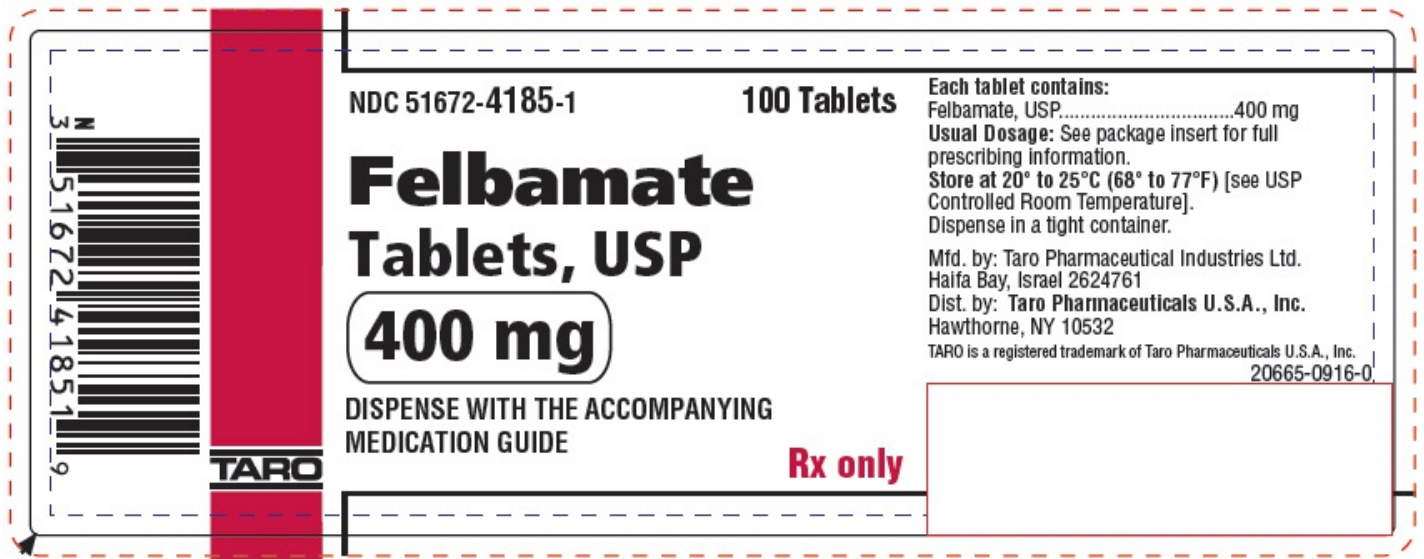 N
3 51672 41851 9
TARO
NDC 51672-4185-1
100 Tablets
Felbamate
Tablets, USP
400 mg
DISPENSE WITH THE ACCOMPANYING
MEDICATION GUIDE
Rx only
Each tablet contains:
Felbamate, USP.................................400 mg
Usual Dosage: See package insert for full
prescribing information.
Store at 20° to 25°C (68° to 77°F) [see USP
Controlled Room Temperature].
Dispense in a tight container.
Mfd. by: Taro Pharmaceutical Industries Ltd.
Haifa Bay, Israel 2624761
Dist. by: Taro Pharmaceuticals U.S.A., Inc.
Hawthorne, NY 10532
TARO is a registered trademark of Taro Pharmaceuticals U.S.A., Inc.
20665-0916-0